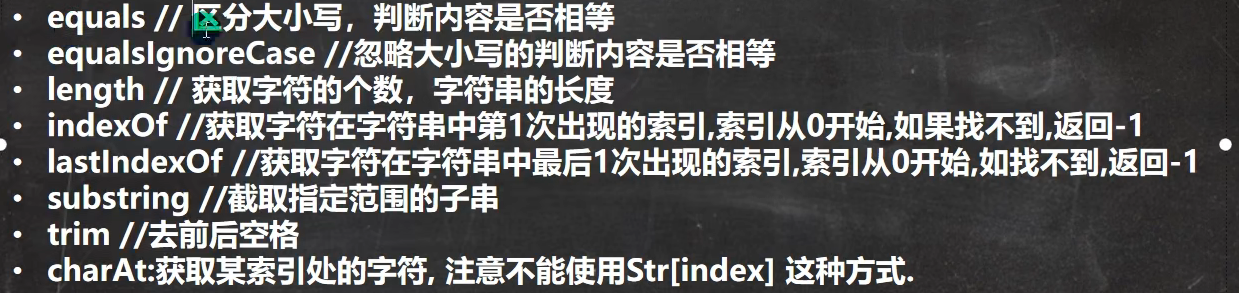 • equals // 区分大小写，判断内容是否相等
• equalsIgnoreCase //忽略大小写的判断内容是否相等
• length // 获取字符的个数，字符串的长度
• indexOf //获取字符在字符串中第1次出现的索引,索引从0开始,如果找不到,返回-1
• lastIndexOf //获取字符在字符串中最后1次出现的索引,索引从0开始,如找不到,返回-1
• substring //截取指定范围的子串
• trim //去前后空格
• charAt:获取某索引处的字符, 注意不能使用Str[index] 这种方式.